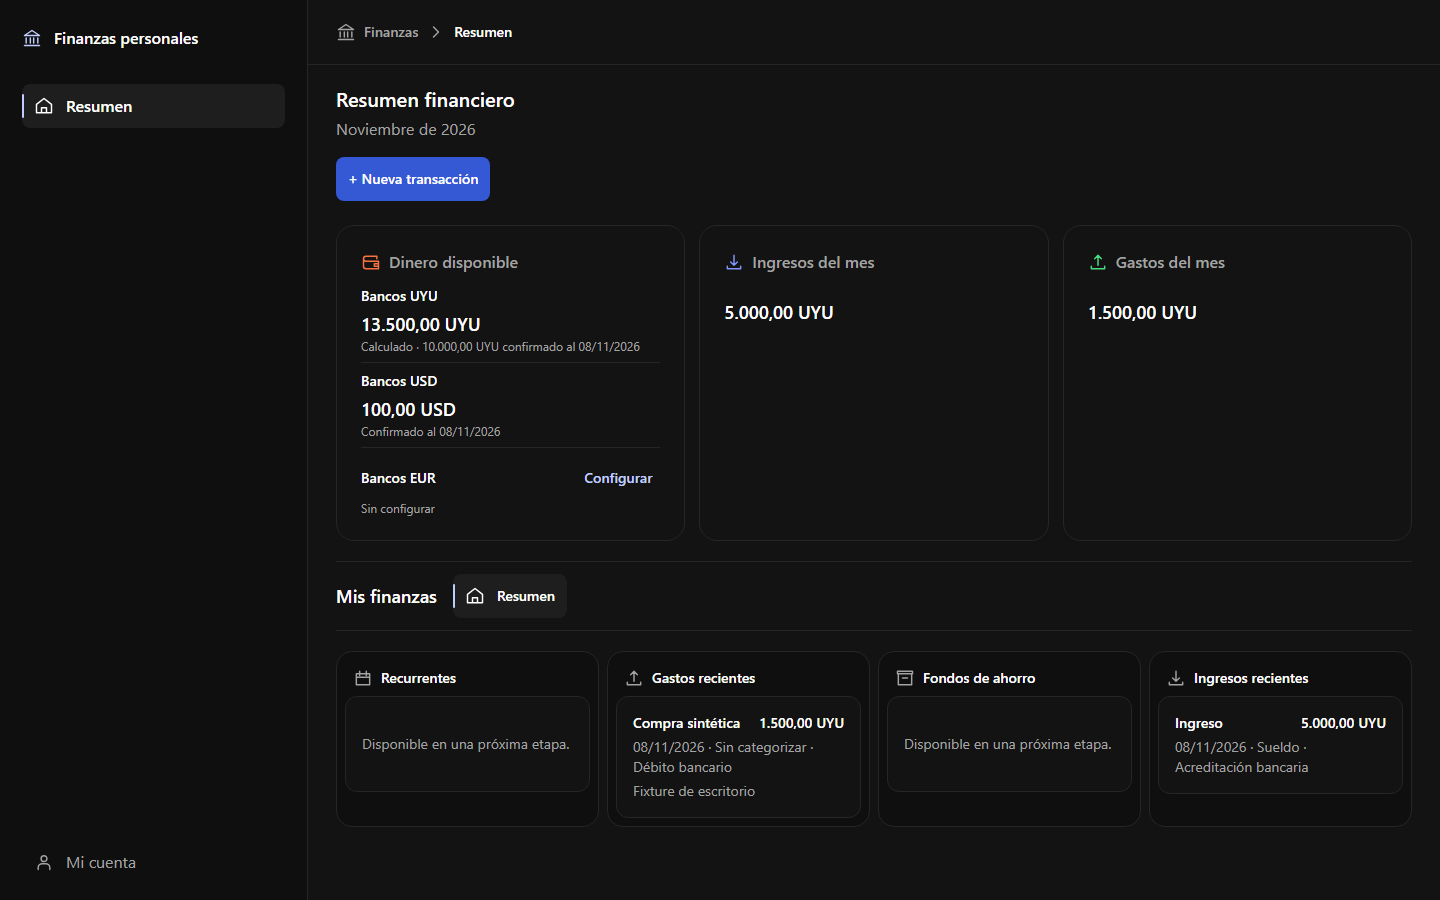 Finanzas personales
Resumen
Mi cuenta
Finanzas
Resumen
Resumen financiero
Noviembre de 2026
+ Nueva transacción
Dinero disponible
Bancos UYU
13.500,00 UYU
Calculado · 10.000,00 UYU confirmado al 08/11/2026
Bancos USD
100,00 USD
Confirmado al 08/11/2026
Bancos EUR
Configurar
Sin configurar
Ingresos del mes
5.000,00 UYU
Gastos del mes
1.500,00 UYU
Mis finanzas
Resumen
Recurrentes
Disponible en una próxima etapa.
Gastos recientes
Compra sintética 1.500,00 UYU
08/11/2026 · Sin categorizar ·
Débito bancario
Fixture de escritorio
Fondos de ahorro
Disponible en una próxima etapa.
Ingresos recientes
Ingreso 5.000,00 UYU
08/11/2026 · Sueldo ·
Acreditación bancaria